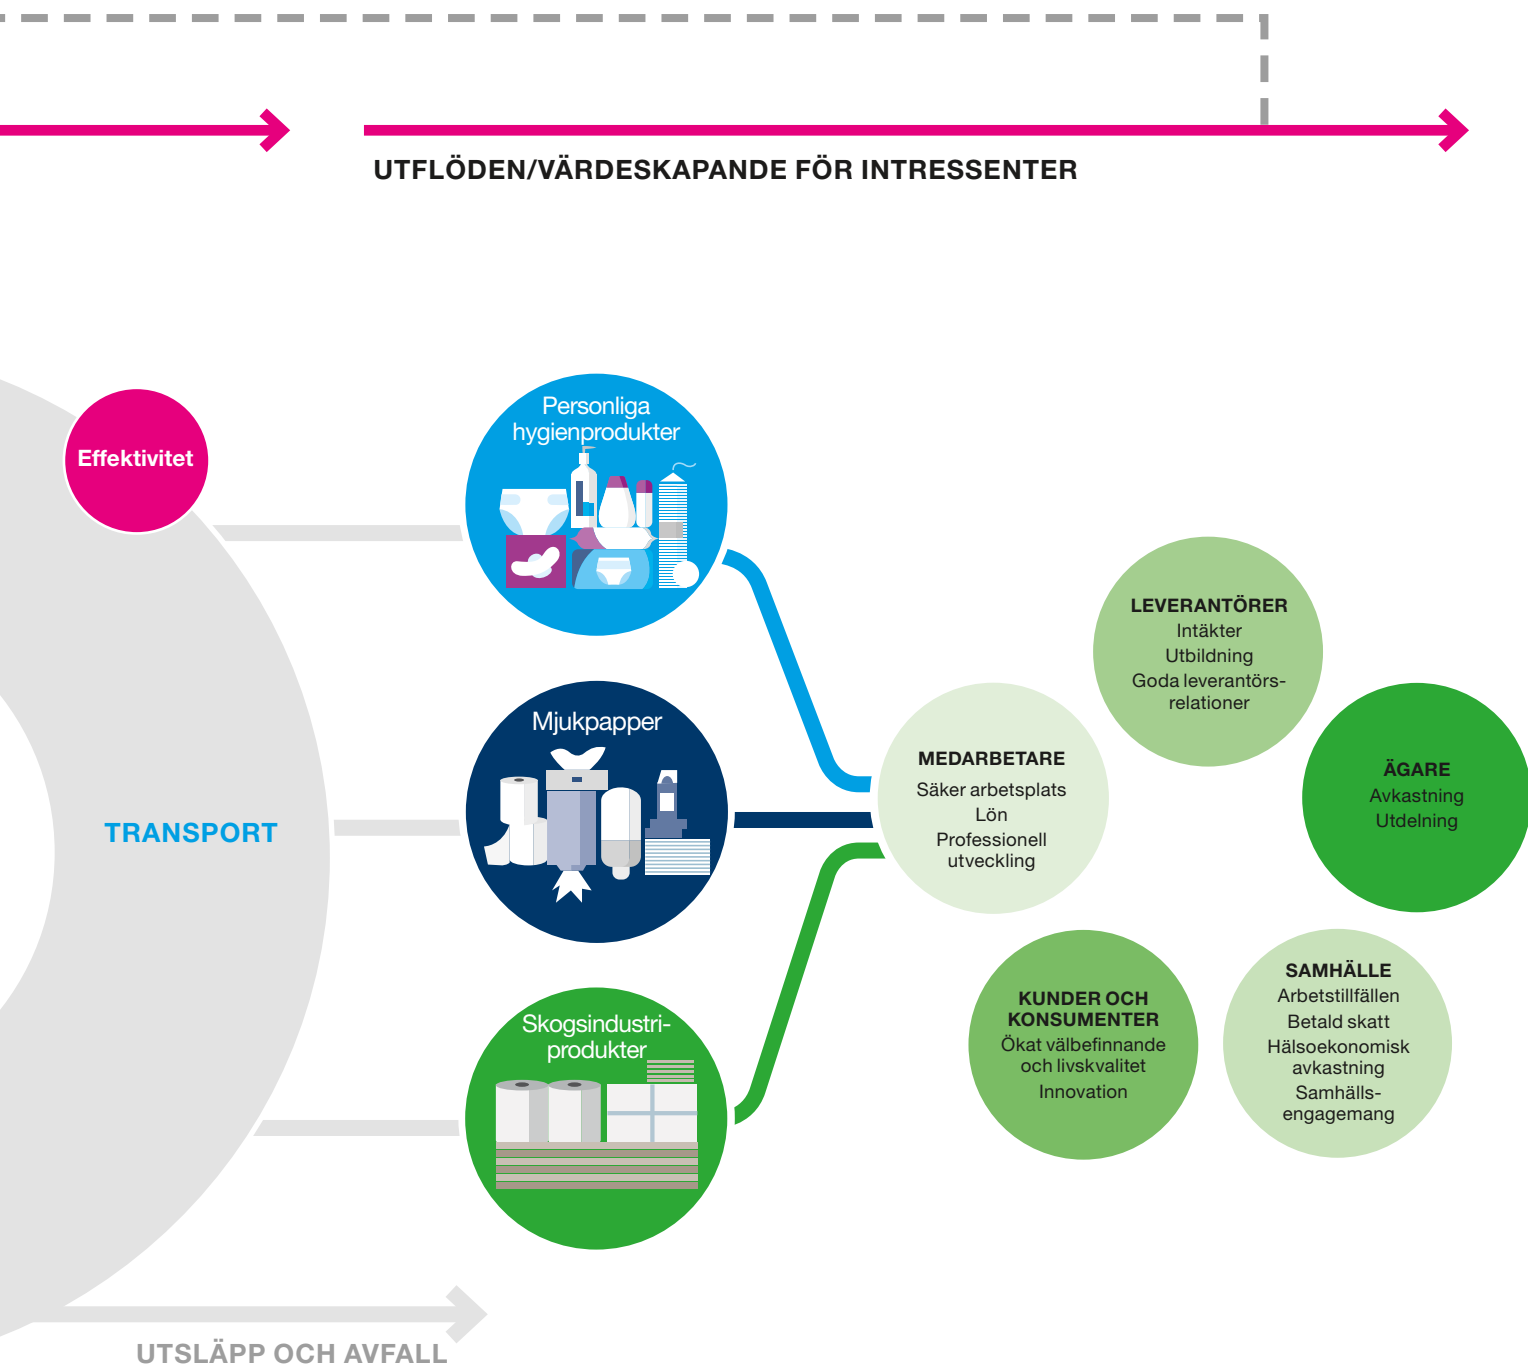 UTFLÖDEN/VÄRDESKAPANDE FÖR INTRESSENTER
Effektivitet
TRANSPORT
Personliga
hygienprodukter
Mjukpapper
Skogsindustri-
produkter
MEDARBETARE
Säker arbetsplats
Lön
Professionell
utveckling
LEVERANTÖRER
Intäkter
Utbildning
Goda leverantörs-
relationer
ÄGARE
Avkastning
Utdelning
KUNDER OCH
KONSUMENTER
Ökat välbefinnande
och livskvalitet
Innovation
SAMHÄLLE
Arbetstillfällen
Betald skatt
Hälsoekonomisk
avkastning
Samhälls-
engagemang
UTSLÄPP OCH AVFALL